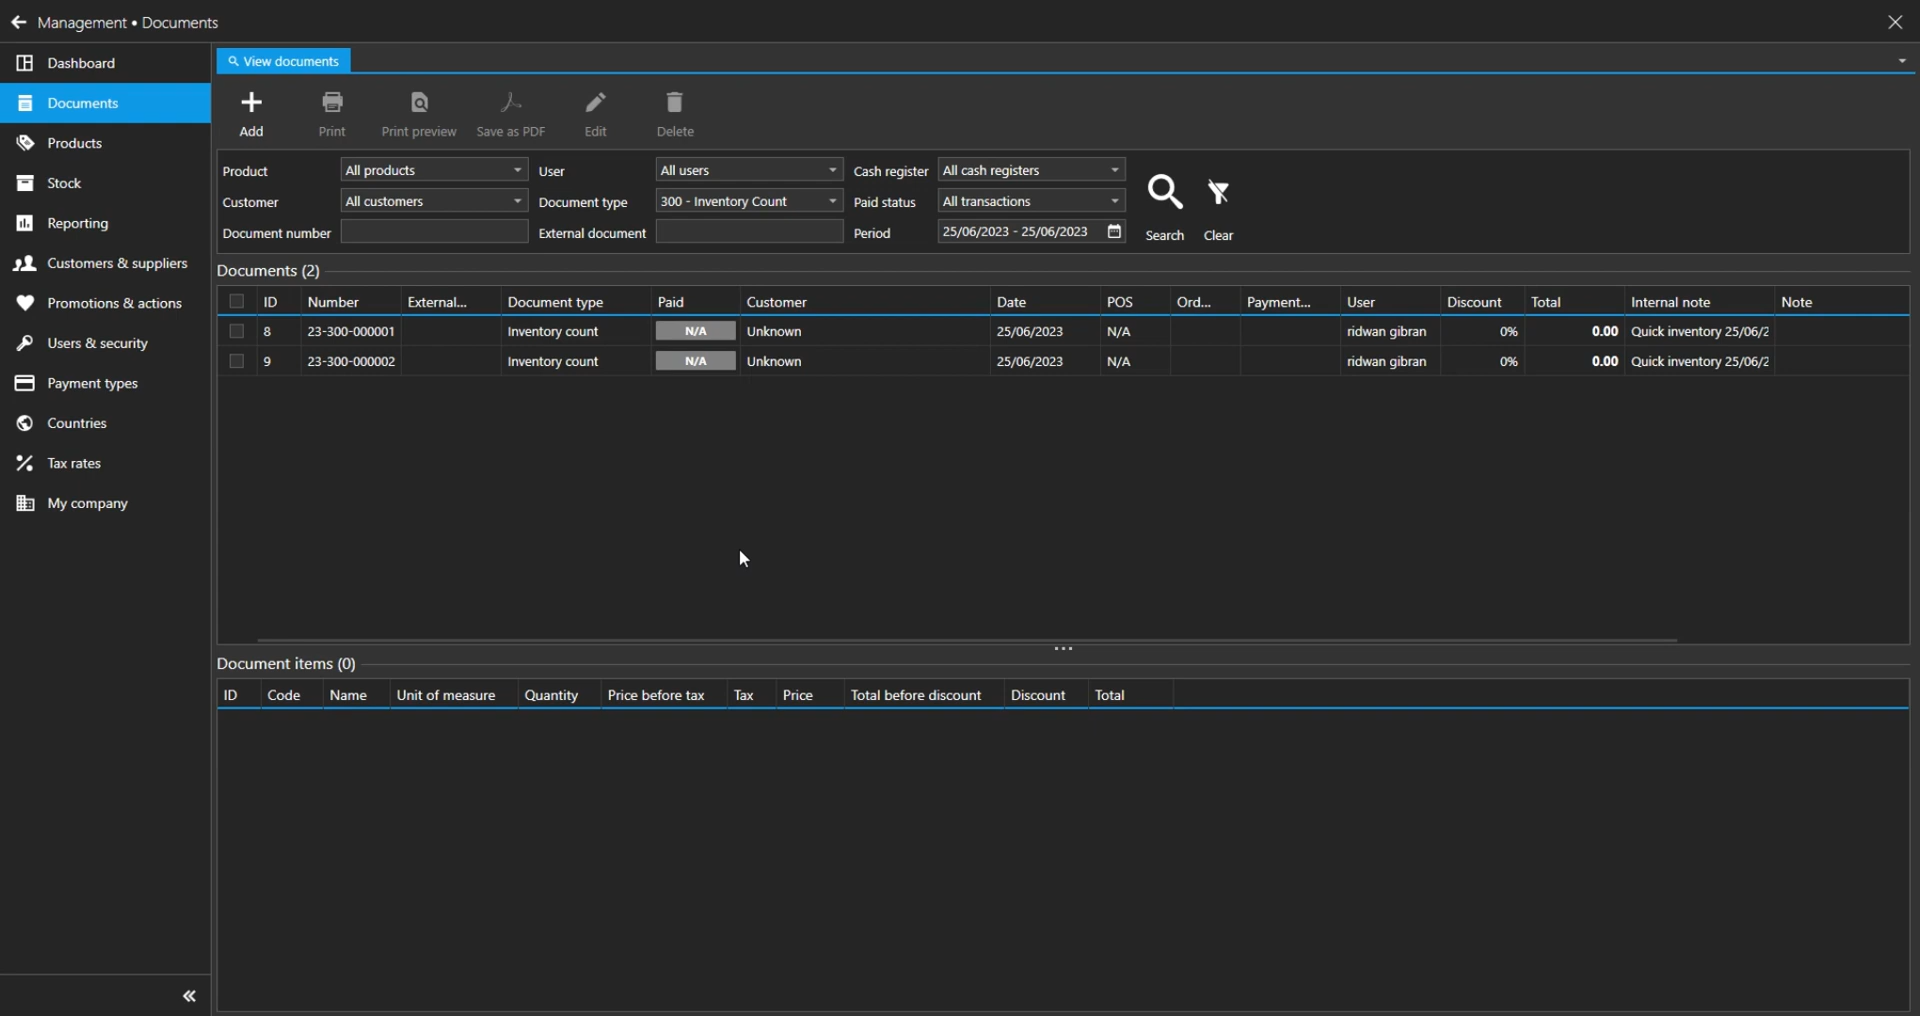 Management • Documents
Dashboard
Documents
Products
Stock
Reporting
Customers & suppliers
Promotions & actions
Users & security
Payment types
Countries
Tax rates
My company
View documents
Add Print Print preview Save as PDF Edit Delete
Product All products User All users Cash register All cash registers
Customer All customers Document type 300 - Inventory Count Paid status All transactions
Document number External document Period 25/06/2023 - 25/06/2023
Search Clear
Documents (2)
ID Number External... Document type Paid Customer Date POS Ord... Payment... User Discount Total Internal note Note
8 23-300-000001 Inventory count N/A Unknown 25/06/2023 N/A ridwan gibran 0% 0.00 Quick inventory 25/06/2
9 23-300-000002 Inventory count N/A Unknown 25/06/2023 N/A ridwan gibran 0% 0.00 Quick inventory 25/06/2
Document items (0)
ID Code Name Unit of measure Quantity Price before tax Tax Price Total before discount Discount Total